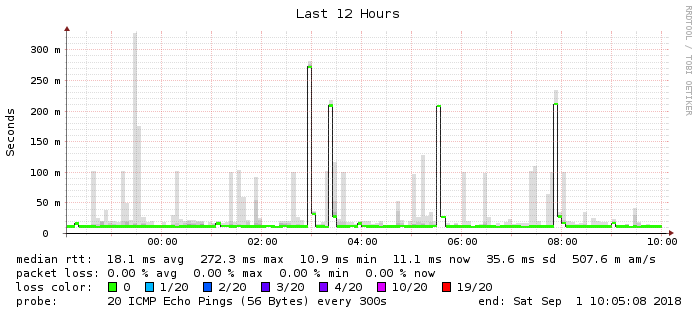 Last 12 Hours
RRDTOOL / TOBI OETIKER
Seconds
300 m
250 m
200 m
150 m
100 m
50 m
0
00:00 02:00 04:00 06:00 08:00 10:00
median rtt: 18.1 ms avg 272.3 ms max 10.9 ms min 11.1 ms now 35.6 ms sd 507.6 m am/s
packet loss: 0.00 % avg 0.00 % max 0.00 % min 0.00 % now
loss color: 0 1/20 2/20 3/20 4/20 10/20 19/20
probe: 20 ICMP Echo Pings (56 Bytes) every 300s end: Sat Sep 1 10:05:08 2018